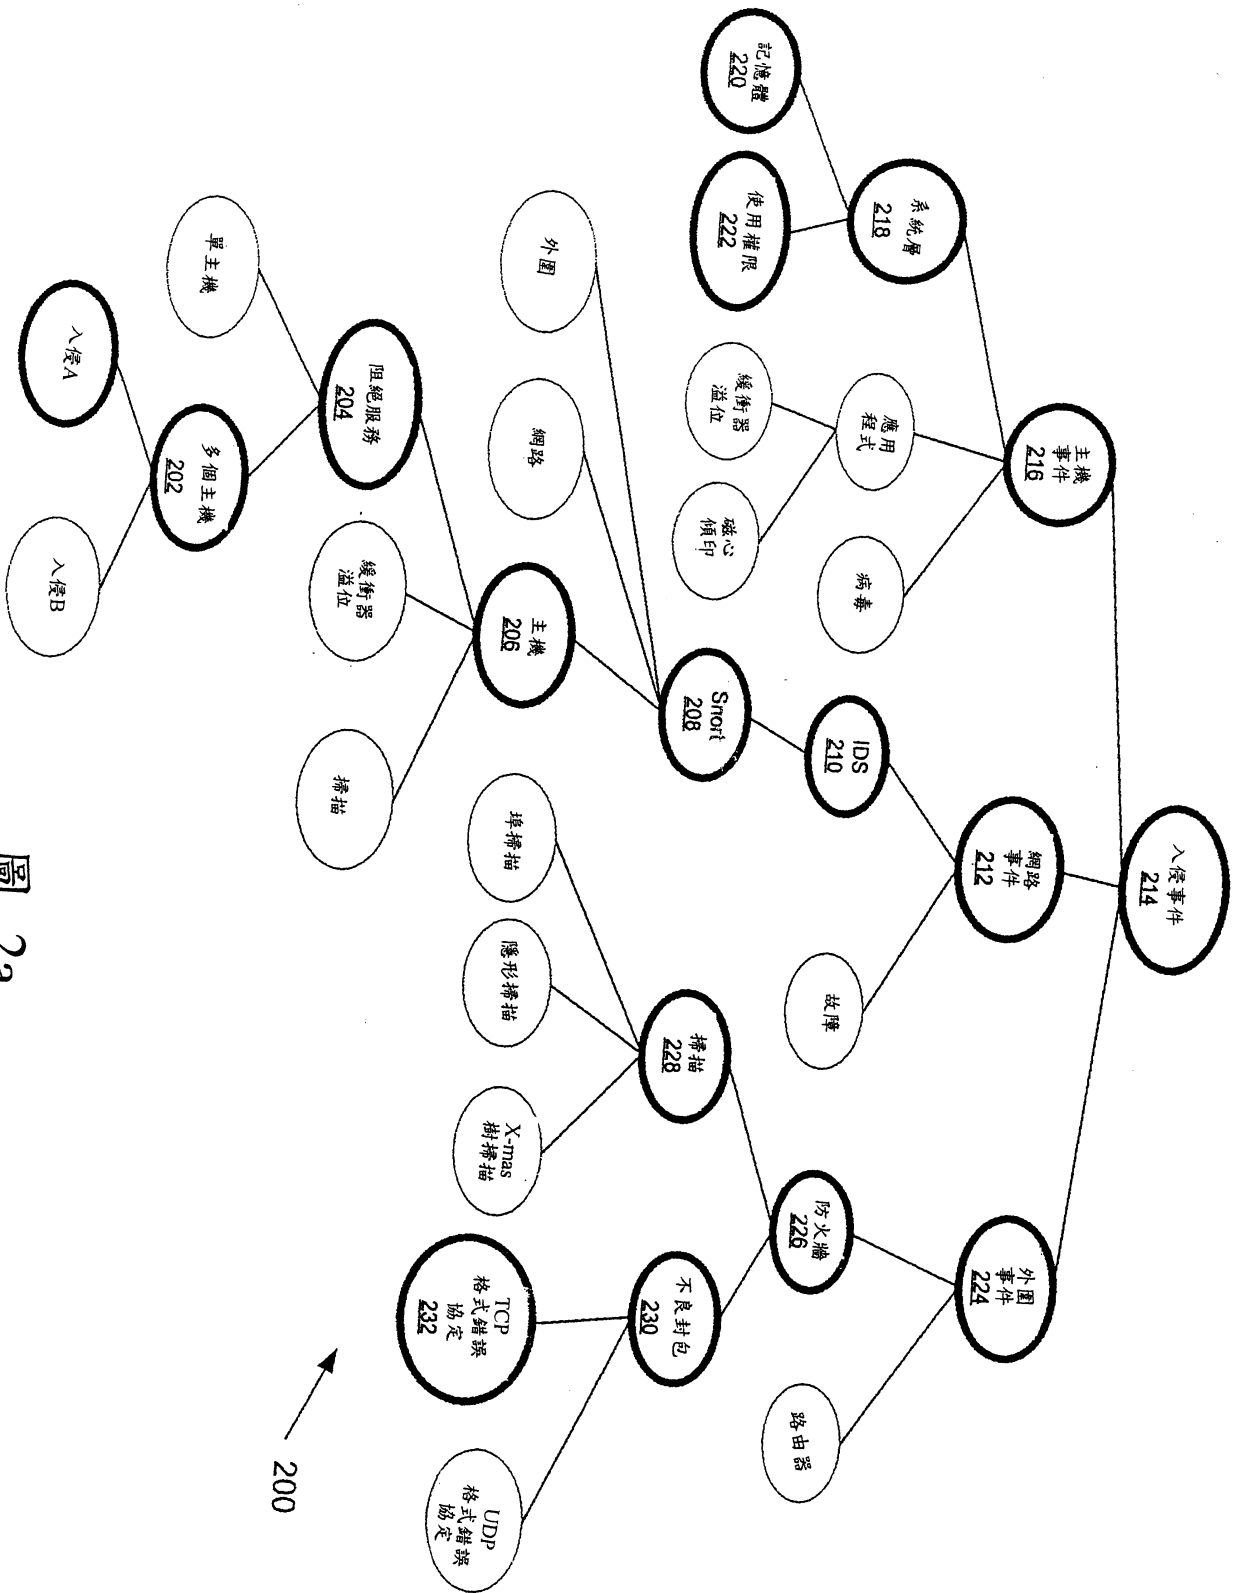 入侵事件
214
主機
事件
216
網路
事件
212
外圍
事件
224
系統層
218
應用
程式
病毒
IDS
210
故障
防火牆
226
路由器
記憶體
220
使用權限
222
緩衝器
溢位
磁心
傾印
Snort
208
掃描
228
不良封包
230
外圍
網路
主機
206
埠掃描
隱形掃描
X-mas
樹掃描
TCP
格式錯誤
協定
232
UDP
格式錯誤
協定
阻絕服務
204
緩衝器
溢位
掃描
單主機
多個主機
202
入侵A
入侵B
200
圖 2a